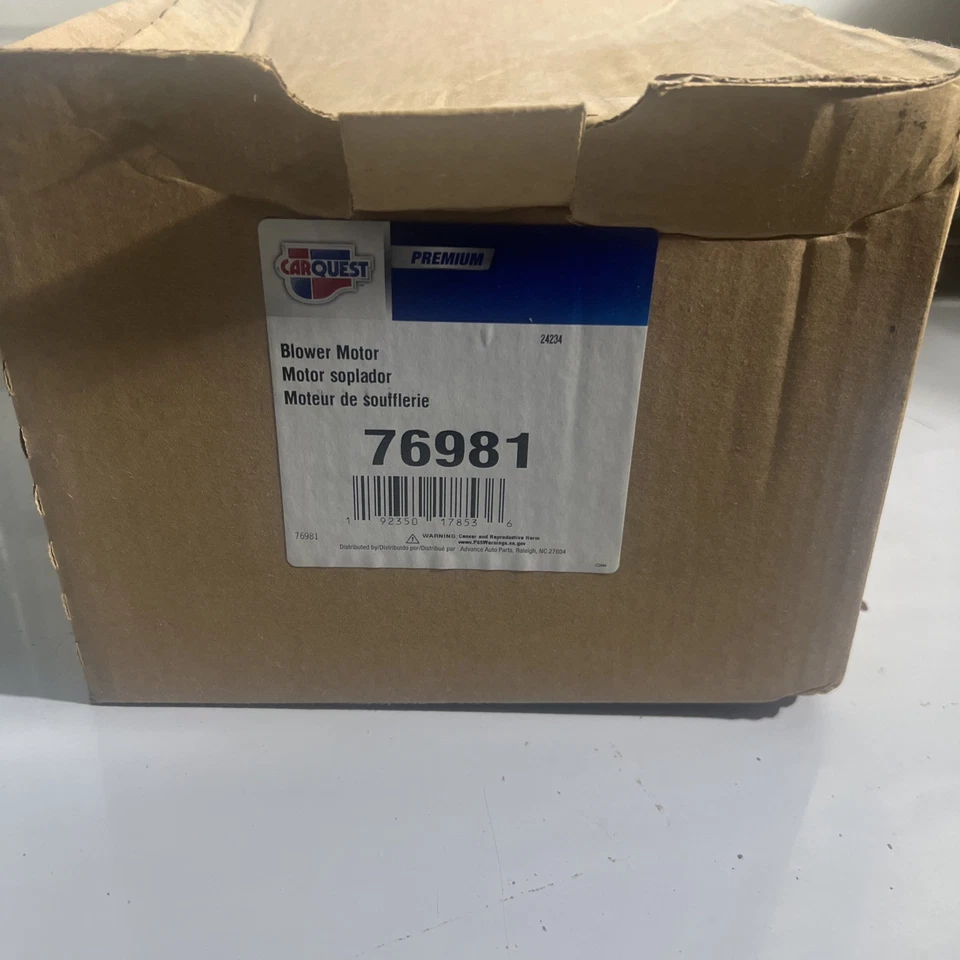 CARQUEST
PREMIUM
24234
Blower Motor
Motor soplador
Moteur de soufflerie
76981
1 92350 17853 6
76981
WARNING: Cancer and Reproductive Harm
www.P65Warnings.ca.gov
Distributed by/Distribuido por/Distribué par: Advance Auto Parts, Raleigh, NC 27604